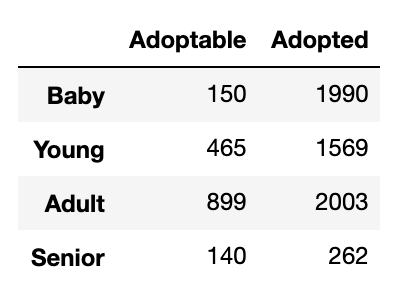 Adoptable Adopted
Baby 150 1990
Young 465 1569
Adult 899 2003
Senior 140 262